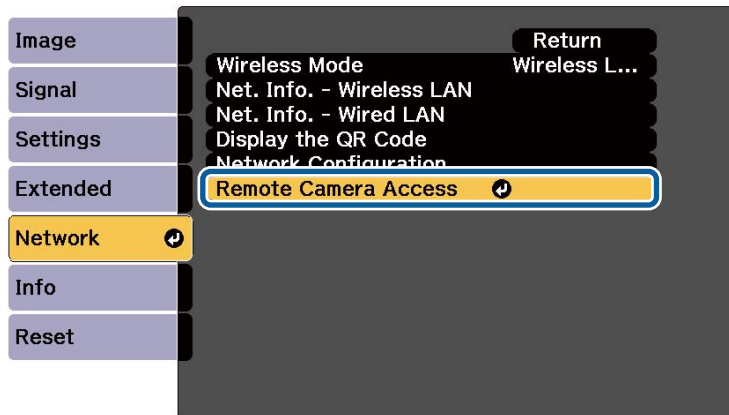 Image
Signal
Settings
Extended
Network
Info
Reset
Return
Wireless Mode Wireless L...
Net. Info. - Wireless LAN
Net. Info. - Wired LAN
Display the QR Code
Network Configuration
Remote Camera Access